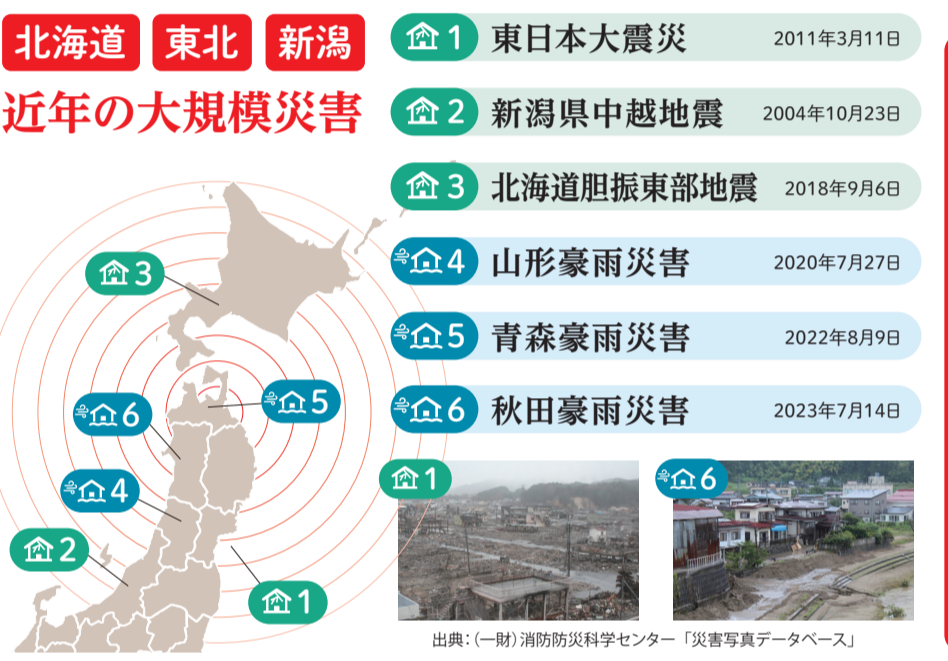 北海道 東北 新潟
近年の大規模災害
1 東日本大震災 2011年3月11日
2 新潟県中越地震 2004年10月23日
3 北海道胆振東部地震 2018年9月6日
4 山形豪雨災害 2020年7月27日
5 青森豪雨災害 2022年8月9日
6 秋田豪雨災害 2023年7月14日
3
5
6
4
2
1
1
6
出典：（一財）消防防災科学センター「災害写真データベース」